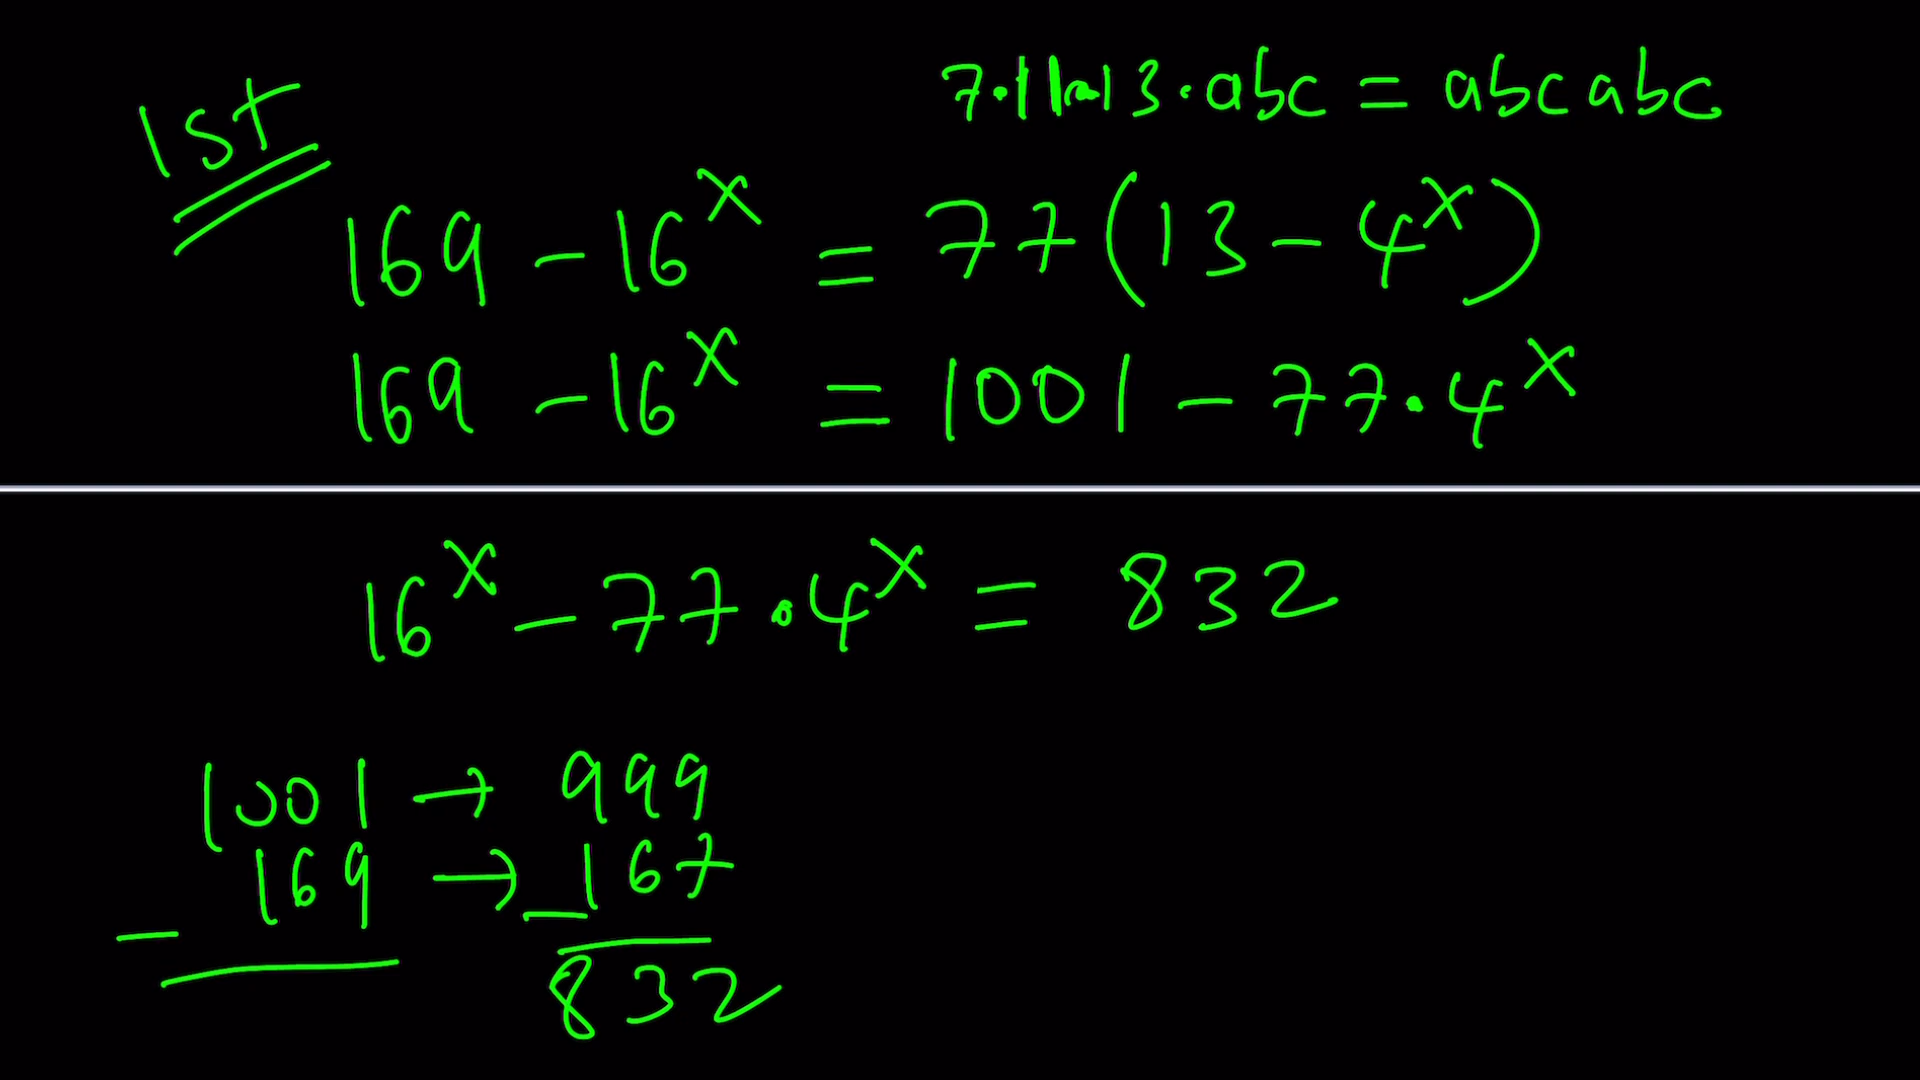 1st
7·11·13·abc = abcabc
169 - 16^x = 77(13 - 4^x)
169 - 16^x = 1001 - 77·4^x
16^x - 77·4^x = 832
1001 → 999
- 169 → - 167
832